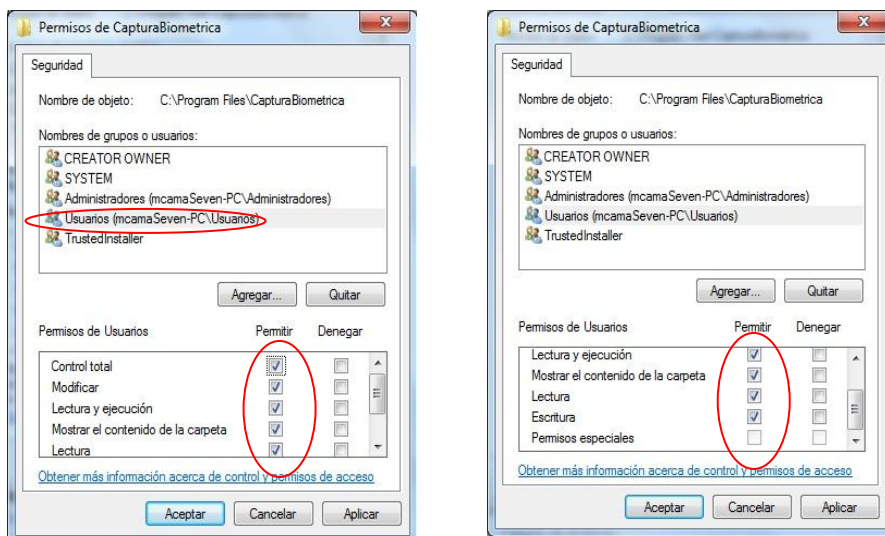 Permisos de CapturaBiometrica
Seguridad
Nombre de objeto: C:\Program Files\CapturaBiometrica
Nombres de grupos o usuarios:
CREATOR OWNER
SYSTEM
Administradores (mcamaSeven-PC\Administradores)
Usuarios (mcamaSeven-PC\Usuarios)
TrustedInstaller
Agregar... Quitar
Permisos de Usuarios Permitir Denegar
Control total
Modificar
Lectura y ejecución
Mostrar el contenido de la carpeta
Lectura
Obtener más información acerca de control y permisos de acceso
Aceptar Cancelar Aplicar
Permisos de CapturaBiometrica
Seguridad
Nombre de objeto: C:\Program Files\CapturaBiometrica
Nombres de grupos o usuarios:
CREATOR OWNER
SYSTEM
Administradores (mcamaSeven-PC\Administradores)
Usuarios (mcamaSeven-PC\Usuarios)
TrustedInstaller
Agregar... Quitar
Permisos de Usuarios Permitir Denegar
Lectura y ejecución
Mostrar el contenido de la carpeta
Lectura
Escritura
Permisos especiales
Obtener más información acerca de control y permisos de acceso
Aceptar Cancelar Aplicar